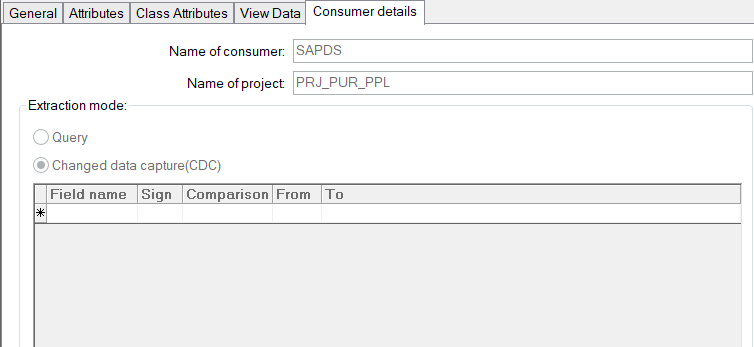 General Attributes Class Attributes View Data Consumer details
Name of consumer: SAPDS
Name of project: PRJ_PUR_PPL
Extraction mode:
Query
Changed data capture(CDC)
Field name Sign Comparison From To
*